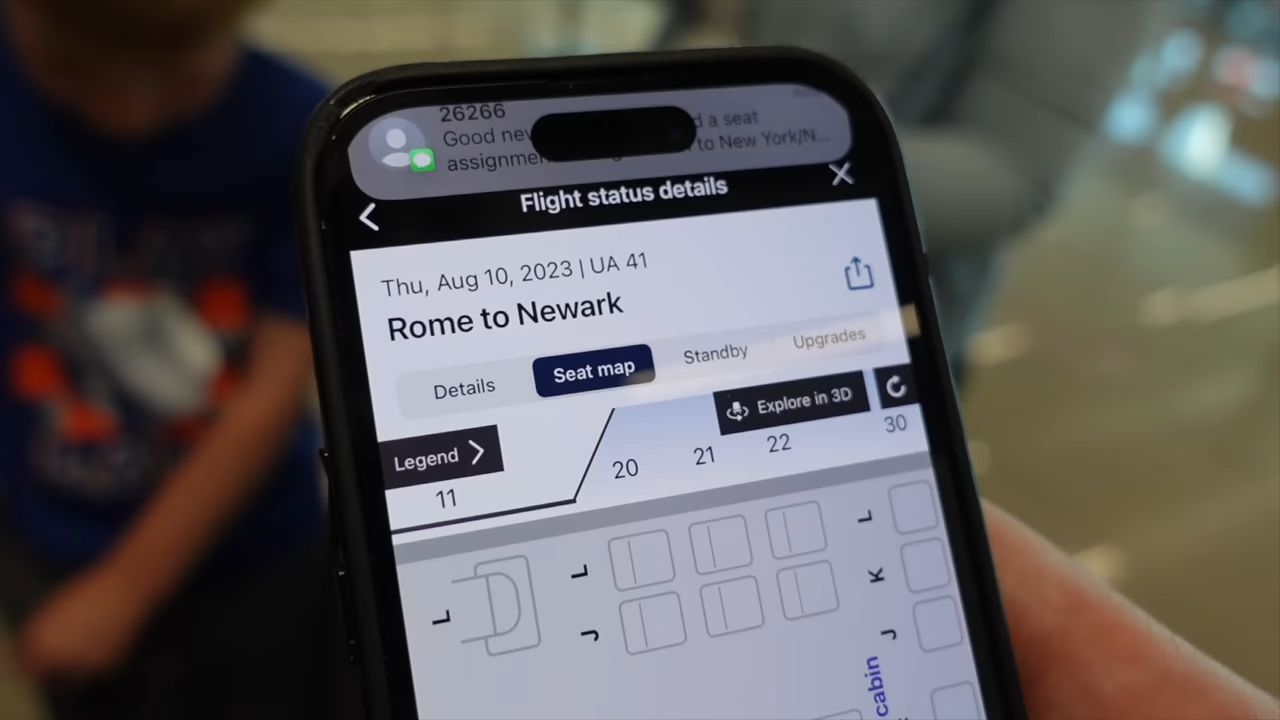 26266
Good nev d a seat
assignmen to New York/N...
Flight status details
Thu, Aug 10, 2023 | UA 41
Rome to Newark
Details Seat map Standby Upgrades
Explore in 3D
Legend
11 20 21 22 30
L L L
K
J J
cabin